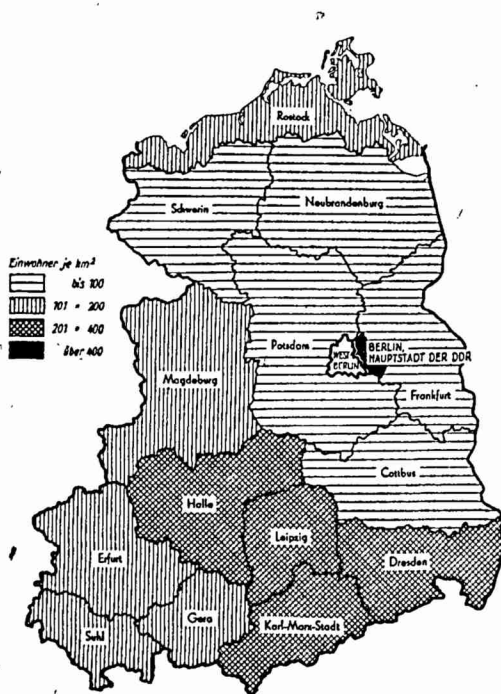 Rostock
Schwerin
Neubrandenburg
Einwohner je km²
bis 100
101 " 200
201 " 400
über 400
Potsdam
WEST
BERLIN
BERLIN,
HAUPTSTADT DER DDR
Magdeburg
Frankfurt
Cottbus
Halle
Leipzig
Erfurt
Dresden
Gera
Suhl
Karl-Marx-Stadt